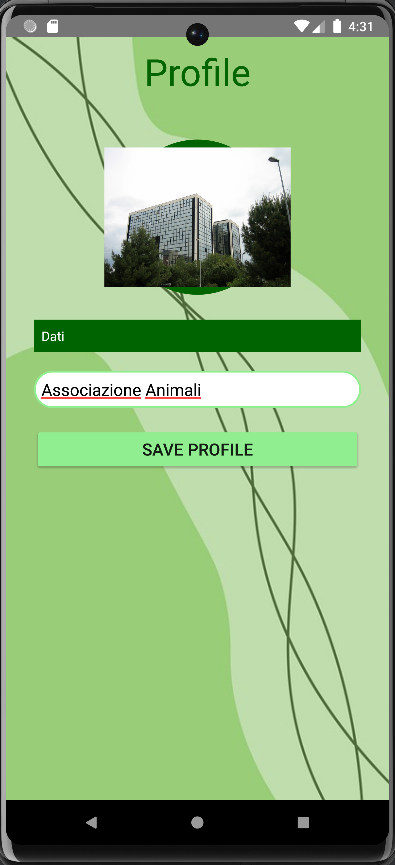 4:31
Profile
Dati
Associazione Animali
SAVE PROFILE